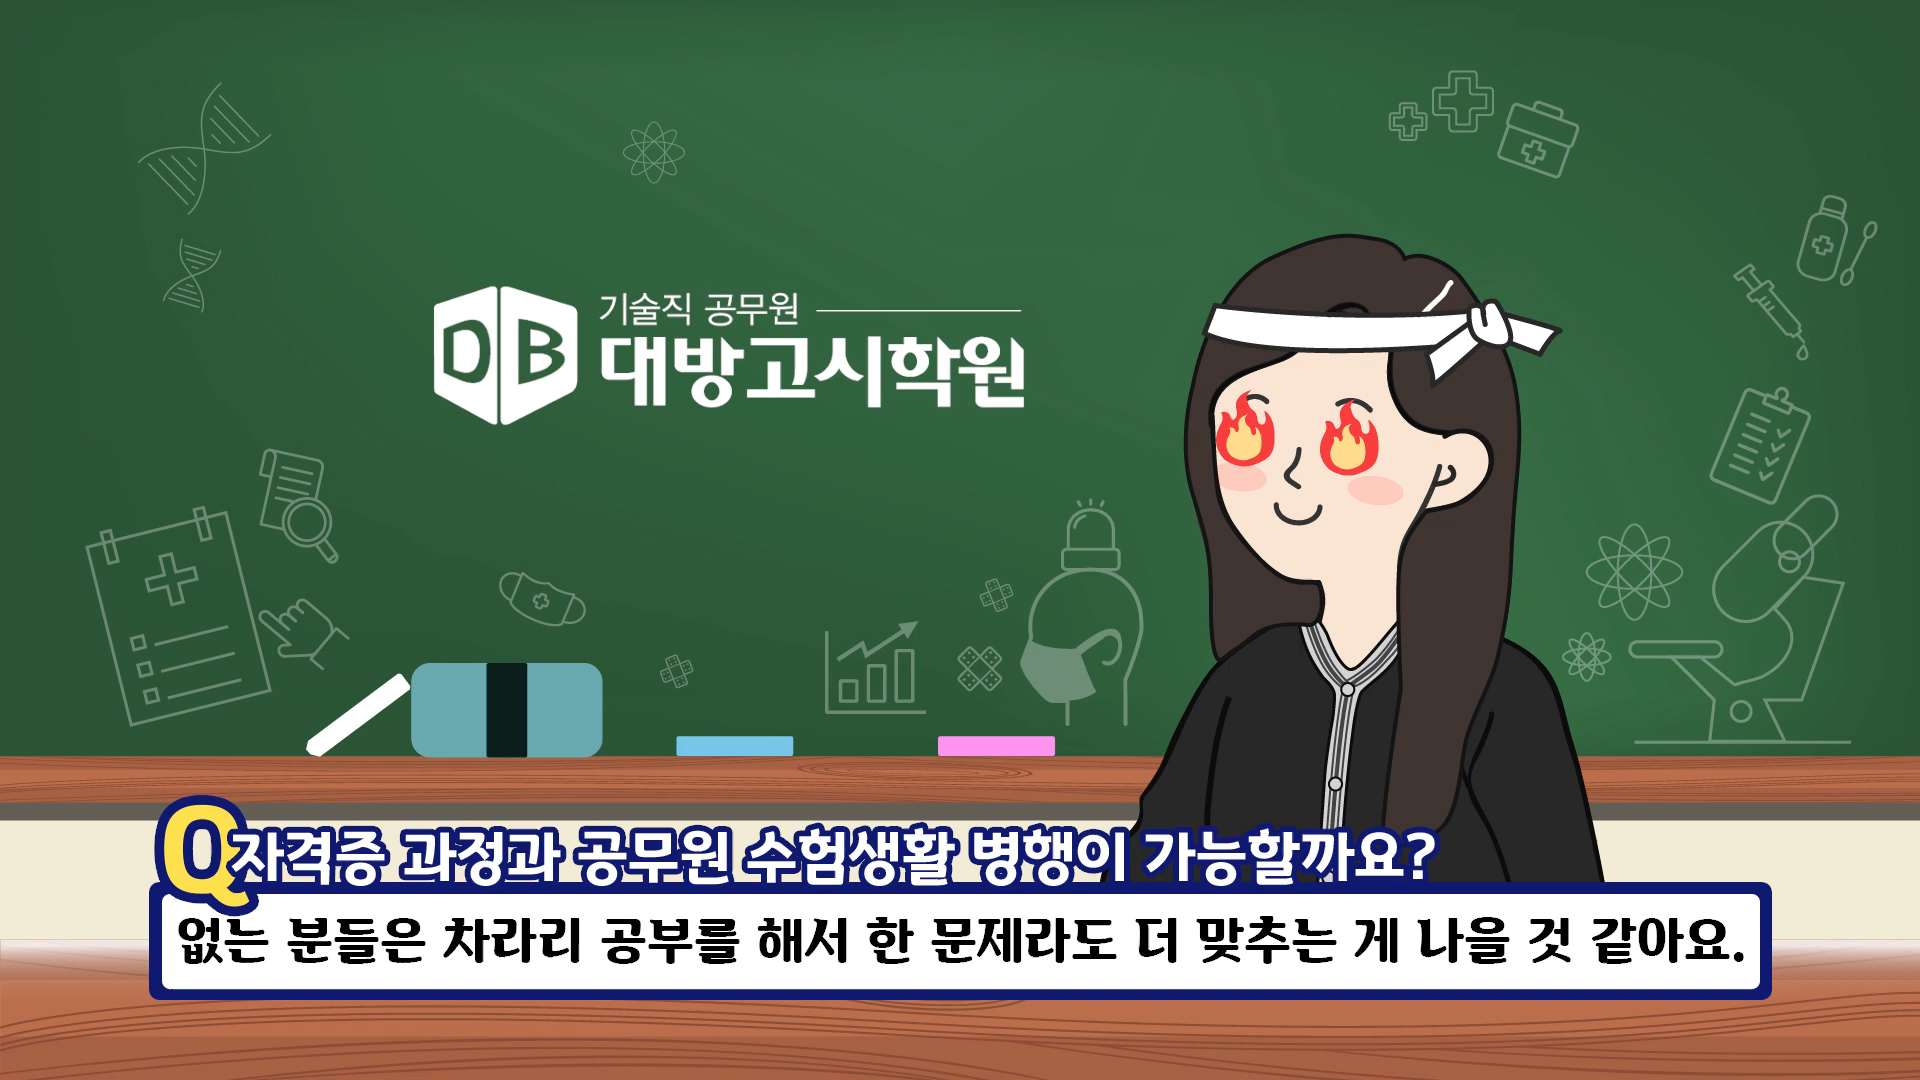 DB
기술직 공무원
대방고시학원
Q 자격증 과정과 공무원 수험생활 병행이 가능할까요?
없는 분들은 차라리 공부를 해서 한 문제라도 더 맞추는 게 나을 것 같아요.